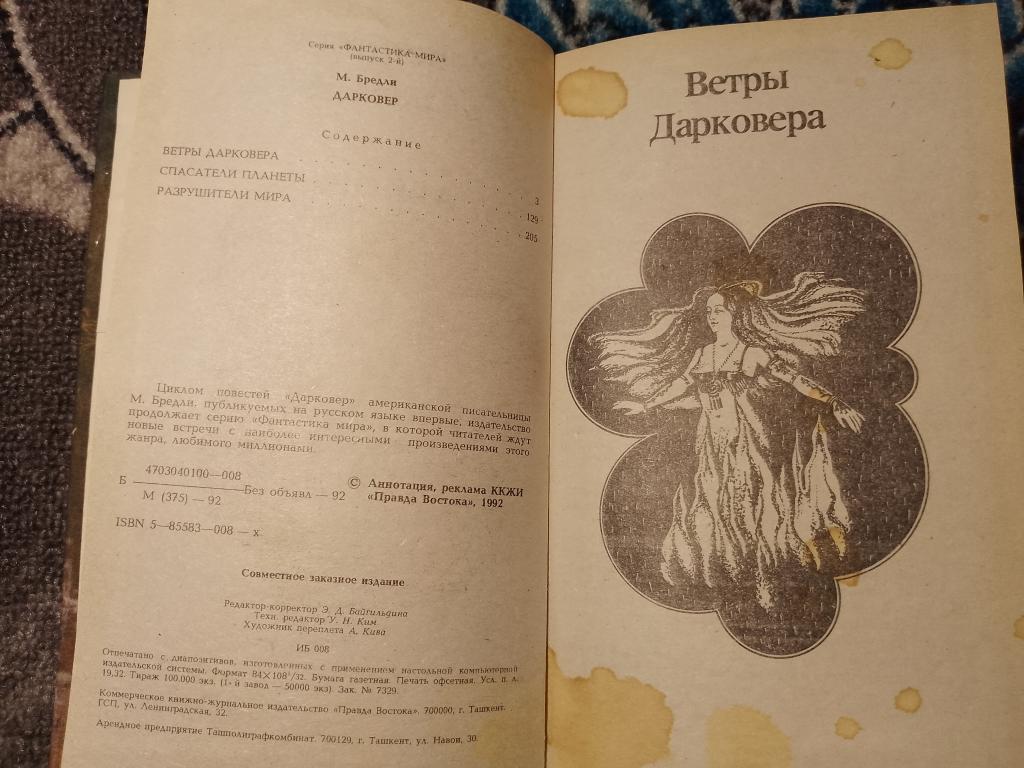 Серия «ФАНТАСТИКА МИРА»
(выпуск 2-й)
М. Бредли
ДАРКОВЕР
Содержание
ВЕТРЫ ДАРКОВЕРА . . . . . . . . . . 3
СПАСАТЕЛИ ПЛАНЕТЫ . . . . . . . . . . 129
РАЗРУШИТЕЛИ МИРА . . . . . . . . . . 205
Циклом повестей «Дарковер» американской писательницы
М. Бредли, публикуемых на русском языке впервые, издательство
продолжает серию «Фантастика мира», в которой читателей ждут
новые встречи с наиболее интересными произведениями этого
жанра, любимого миллионами.
Б 4703040100—008
М (375) — 92
Без объявл — 92
© Аннотация, реклама ККЖИ
«Правда Востока», 1992
ISBN 5—85583—008 — х
Совместное заказное издание
Редактор-корректор Э. Д. Байгильдина
Техн. редактор У. Н. Ким
Художник переплета А. Кива
ИБ 008
Отпечатано с диапозитивов, изготовленных с применением настольной компьютерной
издательской системы. Формат 84×108¹/32. Бумага газетная. Печать офсетная. Усл. п. л.
19,32. Тираж 100.000 экз. (1- й завод — 50000 экз). Зак. № 7329.
Коммерческое книжно-журнальное издательство «Правда Востока». 700000, г. Ташкент.
ГСП, ул. Ленинградская, 32.
Арендное предприятие Ташполиграфкомбинат. 700129, г. Ташкент, ул. Навои, 30.
Ветры
Дарковера